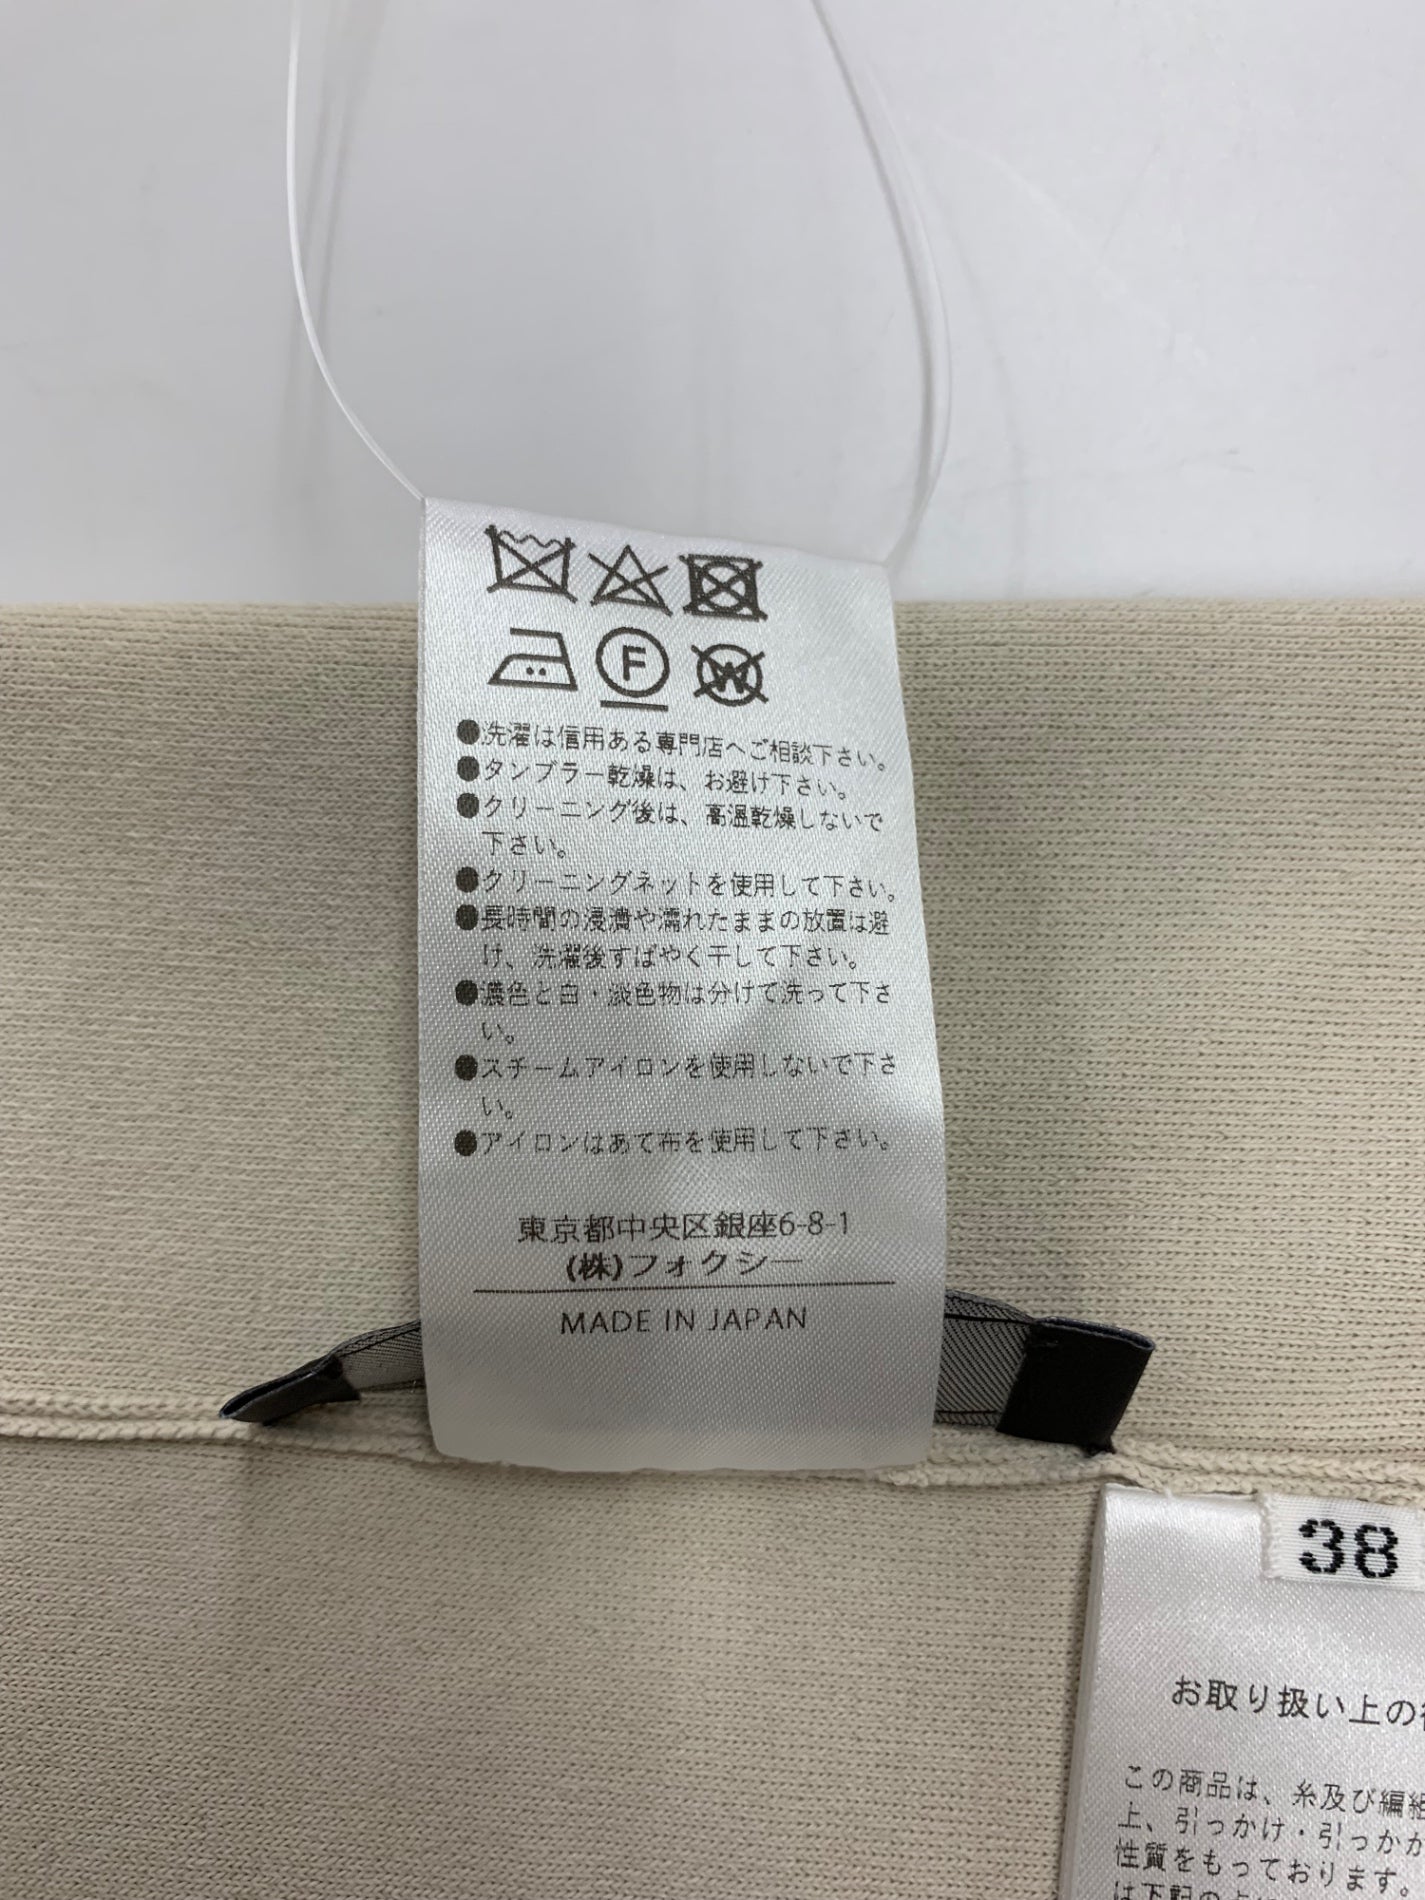 F
W
●洗濯は信用ある専門店へご相談下さい。
●タンブラー乾燥は、お避け下さい。
●クリーニング後は、高温乾燥しないで
下さい。
●クリーニングネットを使用して下さい。
●長時間の浸漬や濡れたままの放置は避
け、洗濯後すばやく干して下さい。
●濃色と白・淡色物は分けて洗って下さ
い。
●スチームアイロンを使用しないで下さ
い。
●アイロンはあて布を使用して下さい。
東京都中央区銀座6-8-1
(株)フォクシー
MADE IN JAPAN
38
お取り扱い上の
この商品は、糸及び編組
上、引っかけ・引っかか
性質をもっております。
は下記の